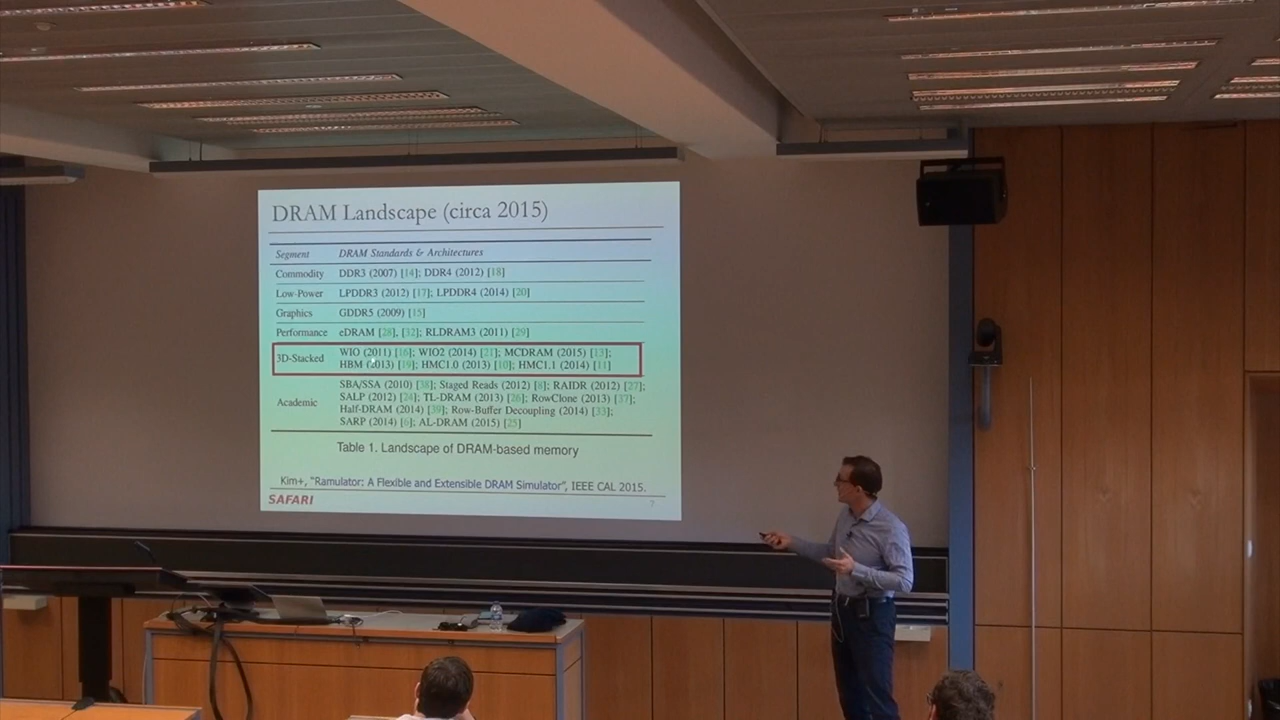 DRAM Landscape (circa 2015)
Segment DRAM Standards & Architectures
Commodity DDR3 (2007) [14]; DDR4 (2012) [18]
Low-Power LPDDR3 (2012) [17]; LPDDR4 (2014) [20]
Graphics GDDR5 (2009) [15]
Performance eDRAM [28], [32]; RLDRAM3 (2011) [29]
3D-Stacked WIO (2011) [16]; WIO2 (2014) [21]; MCDRAM (2015) [13];
HBM (2013) [19]; HMC1.0 (2013) [10]; HMC1.1 (2014) [11]
Academic SBA/SSA (2010) [38]; Staged Reads (2012) [8]; RAIDR (2012) [27];
SALP (2012) [24]; TL-DRAM (2013) [26]; RowClone (2013) [37];
Half-DRAM (2014) [39]; Row-Buffer Decoupling (2014) [33];
SARP (2014) [6]; AL-DRAM (2015) [25]
Table 1. Landscape of DRAM-based memory
Kim+, "Ramulator: A Flexible and Extensible DRAM Simulator", IEEE CAL 2015.
SAFARI 7